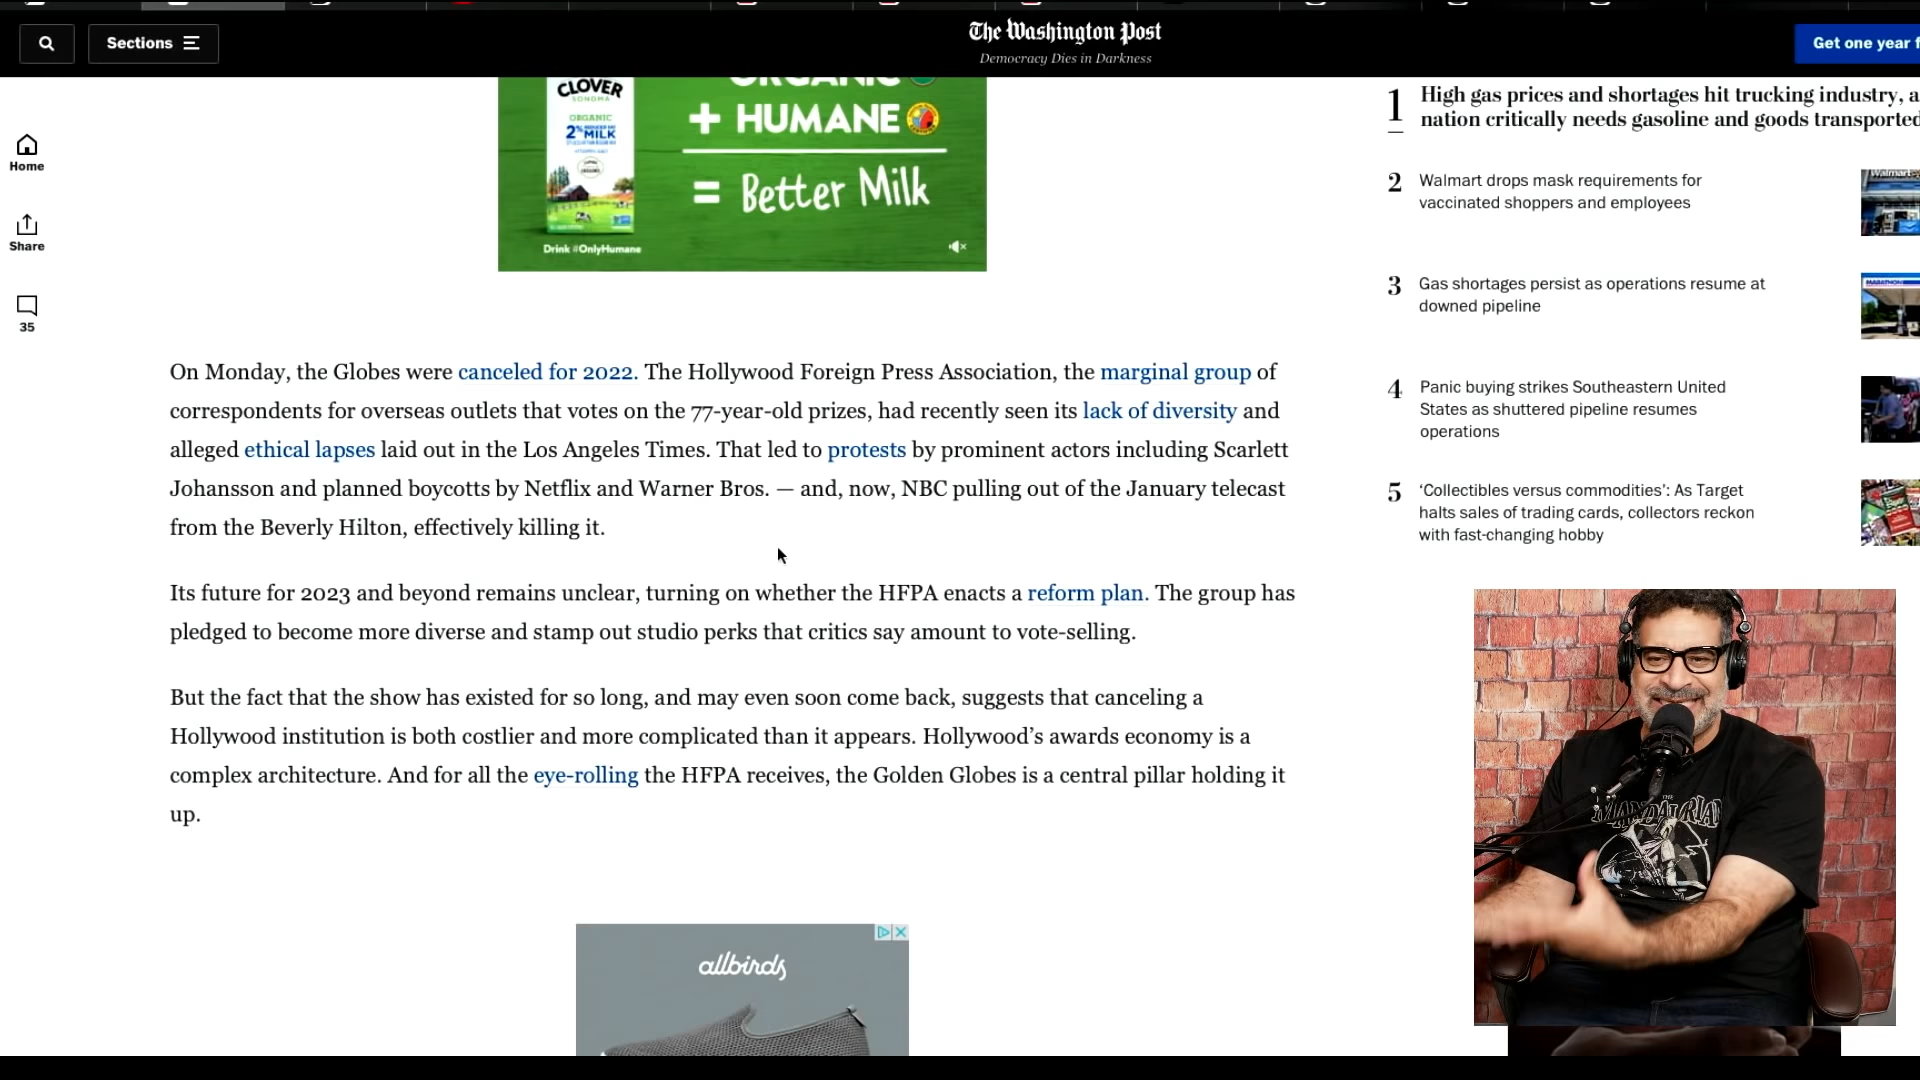 Sections
The Washington Post
Democracy Dies in Darkness
Get one year f
Home
Share
35
CLOVER
SONOMA
ORGANIC
2% MILK
ORGANIC
+ HUMANE
= Better Milk
Drink #OnlyHumane
On Monday, the Globes were canceled for 2022. The Hollywood Foreign Press Association, the marginal group of
correspondents for overseas outlets that votes on the 77-year-old prizes, had recently seen its lack of diversity and
alleged ethical lapses laid out in the Los Angeles Times. That led to protests by prominent actors including Scarlett
Johansson and planned boycotts by Netflix and Warner Bros. — and, now, NBC pulling out of the January telecast
from the Beverly Hilton, effectively killing it.
Its future for 2023 and beyond remains unclear, turning on whether the HFPA enacts a reform plan. The group has
pledged to become more diverse and stamp out studio perks that critics say amount to vote-selling.
But the fact that the show has existed for so long, and may even soon come back, suggests that canceling a
Hollywood institution is both costlier and more complicated than it appears. Hollywood’s awards economy is a
complex architecture. And for all the eye-rolling the HFPA receives, the Golden Globes is a central pillar holding it
up.
allbirds
1 High gas prices and shortages hit trucking industry, a
nation critically needs gasoline and goods transported
2 Walmart drops mask requirements for
vaccinated shoppers and employees
Walmart
3 Gas shortages persist as operations resume at
downed pipeline
MARATHON
4 Panic buying strikes Southeastern United
States as shuttered pipeline resumes
operations
5 ‘Collectibles versus commodities’: As Target
halts sales of trading cards, collectors reckon
with fast-changing hobby
THE
MANDALORIAN